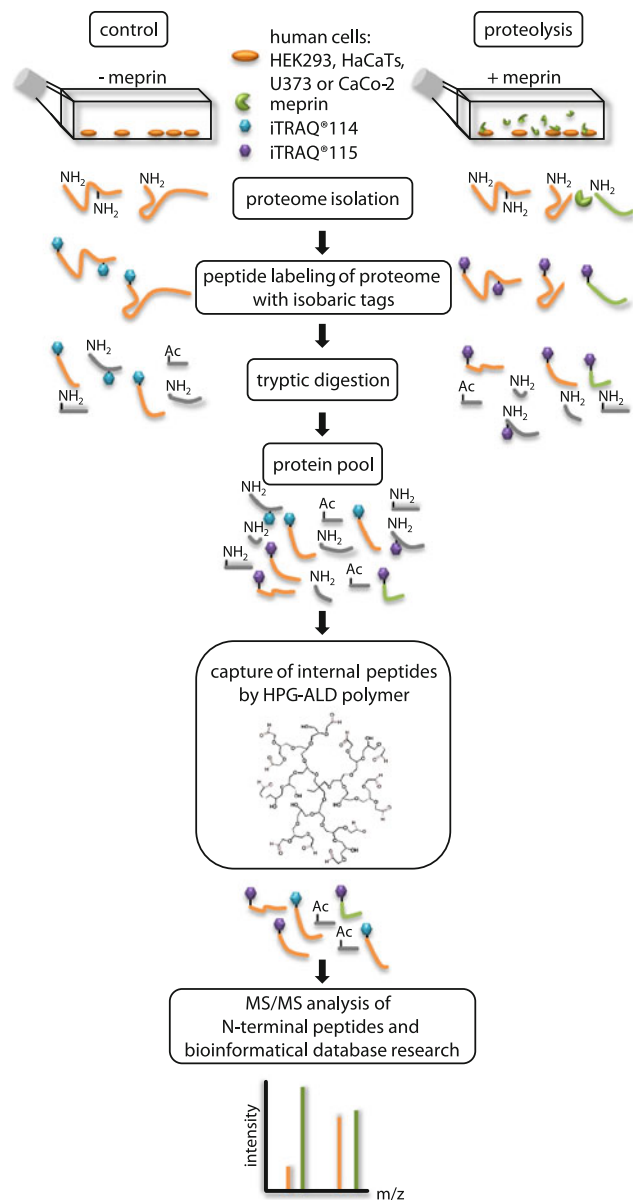 control
human cells:
HEK293, HaCaTs,
U373 or CaCo-2
meprin
iTRAQ®114
iTRAQ®115
proteolysis
- meprin
+ meprin
NH2
NH2
proteome isolation
NH2
NH2
NH2
NH2
NH2
peptide labeling of proteome
with isobaric tags
NH2
Ac
NH2
NH2
tryptic digestion
Ac
NH2
NH2
NH2
NH2
protein pool
NH2
Ac
NH2
NH2
NH2
NH2
NH2
NH2
Ac
capture of internal peptides
by HPG-ALD polymer
Ac
Ac
MS/MS analysis of
N-terminal peptides and
bioinformatical database research
intensity
m/z